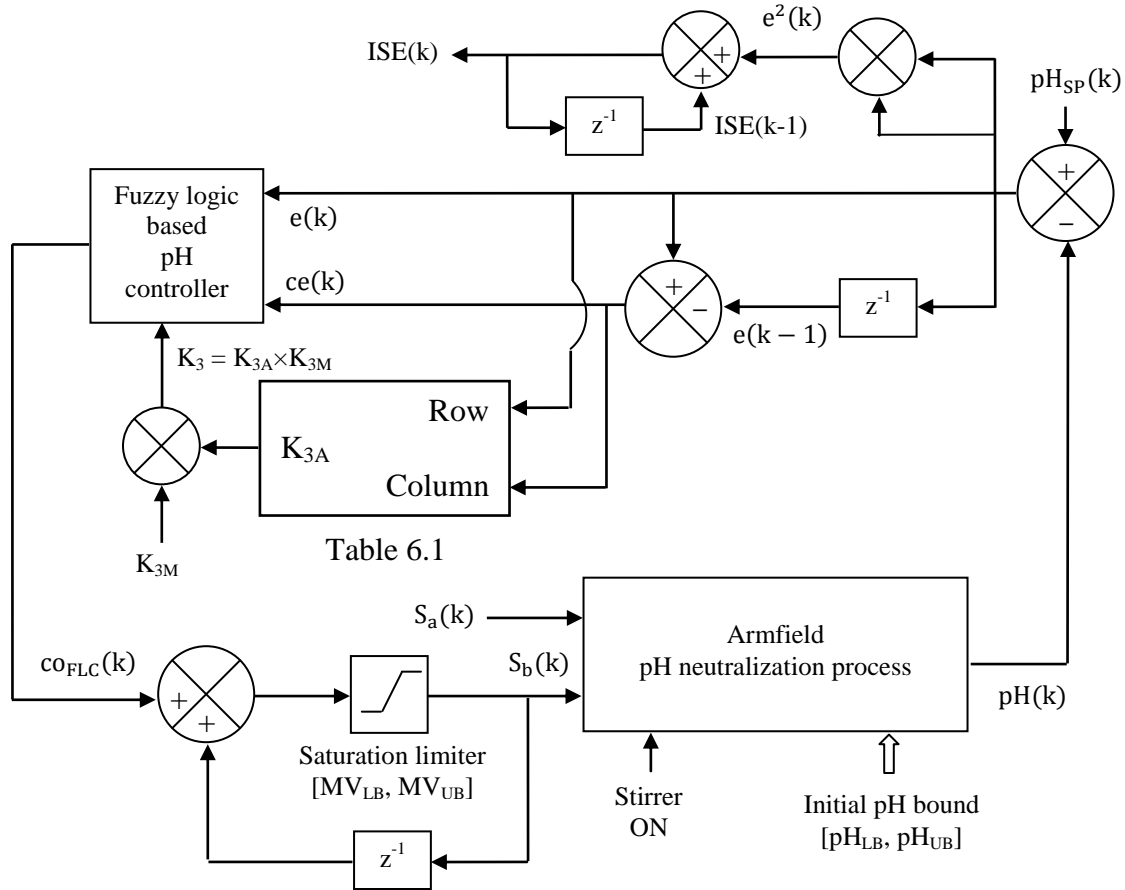 e²(k)
ISE(k)
+
+
pH_SP(k)
z⁻¹
ISE(k-1)
Fuzzy logic
based
pH
controller
+
−
e(k)
ce(k)
+
−
z⁻¹
e(k − 1)
K₃ = K₃A×K₃M
Row
K₃A
Column
K₃M
Table 6.1
Sₐ(k)
Armfield
pH neutralization process
co_FLC(k)
S_b(k)
+
+
pH(k)
Saturation limiter
[MV_LB, MV_UB]
Stirrer
ON
Initial pH bound
[pH_LB, pH_UB]
z⁻¹